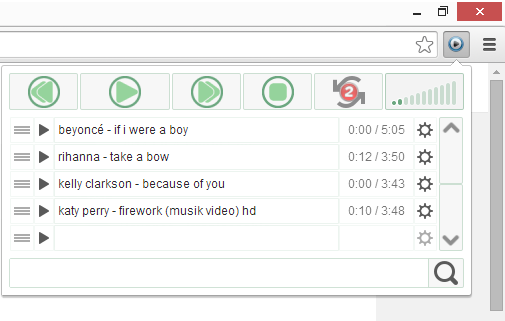 2
beyoncé - if i were a boy 0:00 / 5:05
rihanna - take a bow 0:12 / 3:50
kelly clarkson - because of you 0:00 / 3:43
katy perry - firework (musik video) hd 0:10 / 3:48